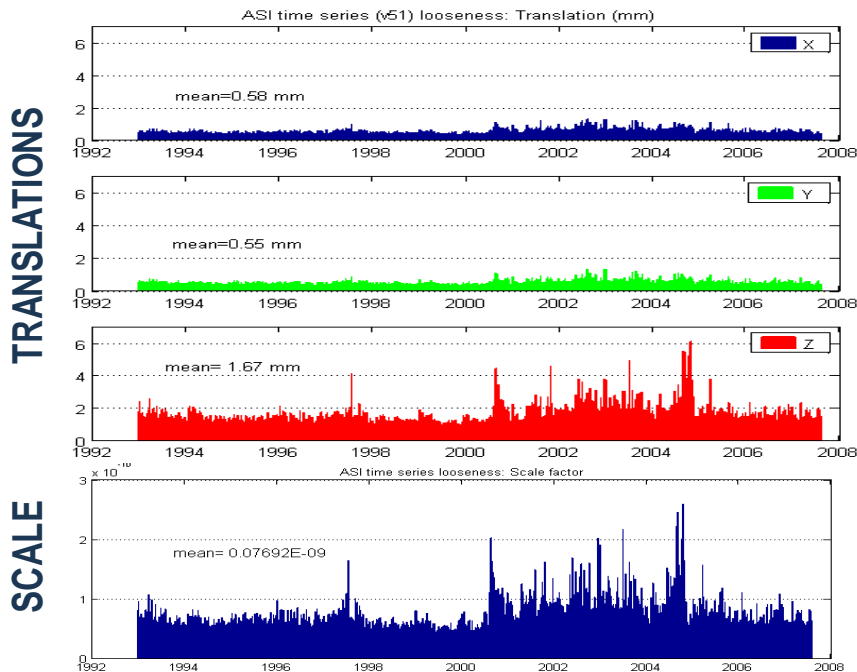 ASI time series (v51) looseness: Translation (mm)
TRANSLATIONS
6
4
2
0
X
mean=0.58 mm
1992 1994 1996 1998 2000 2002 2004 2006 2008
6
4
2
0
Y
mean=0.55 mm
1992 1994 1996 1998 2000 2002 2004 2006 2008
6
4
2
0
Z
mean= 1.67 mm
1992 1994 1996 1998 2000 2002 2004 2006 2008
SCALE
x 10
ASI time series looseness: Scale factor
3
2
1
0
mean= 0.07692E-09
1992 1994 1996 1998 2000 2002 2004 2006 2008